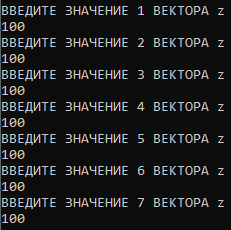 ВВЕДИТЕ ЗНАЧЕНИЕ 1 ВЕКТОРА z
100
ВВЕДИТЕ ЗНАЧЕНИЕ 2 ВЕКТОРА z
100
ВВЕДИТЕ ЗНАЧЕНИЕ 3 ВЕКТОРА z
100
ВВЕДИТЕ ЗНАЧЕНИЕ 4 ВЕКТОРА z
100
ВВЕДИТЕ ЗНАЧЕНИЕ 5 ВЕКТОРА z
100
ВВЕДИТЕ ЗНАЧЕНИЕ 6 ВЕКТОРА z
100
ВВЕДИТЕ ЗНАЧЕНИЕ 7 ВЕКТОРА z
100